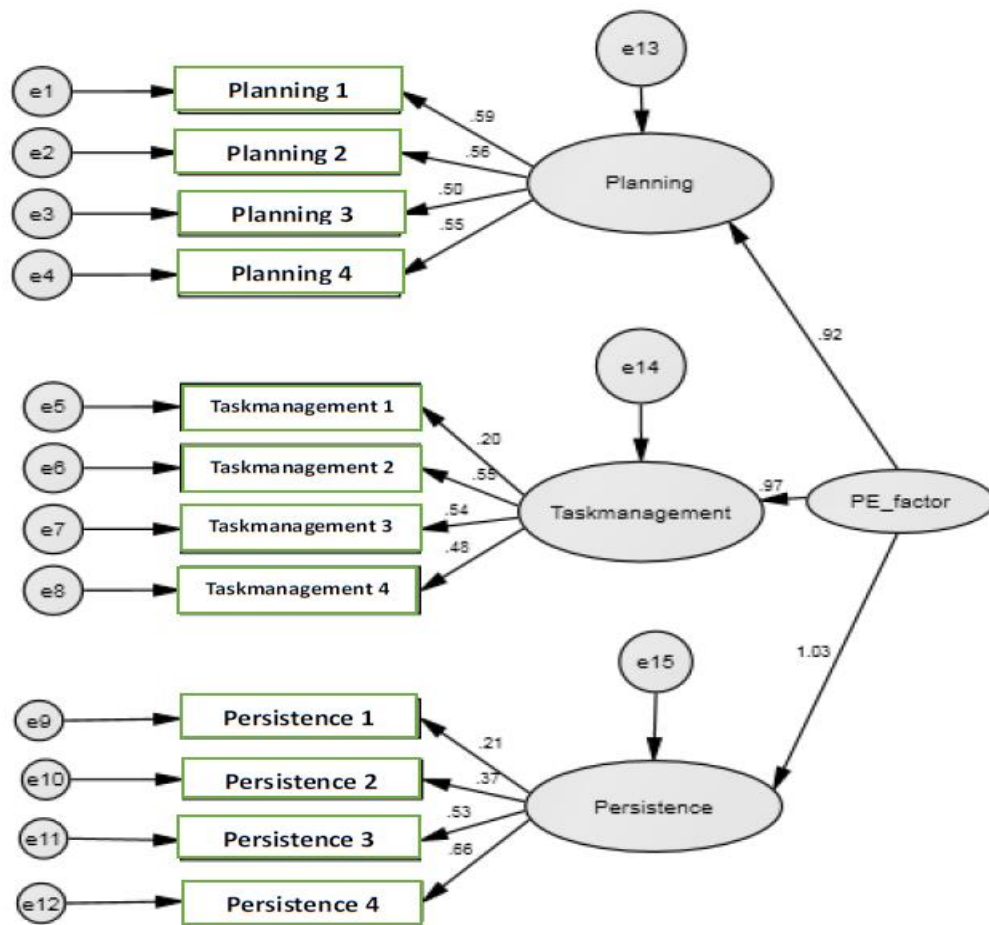 e13
e1
Planning 1
.59
e2
Planning 2
.56
Planning
e3
Planning 3
.50
e4
Planning 4
.55
.92
e14
e5
Taskmanagement 1
.20
e6
Taskmanagement 2
.55
.97
PE_factor
e7
Taskmanagement 3
.54
Taskmanagement
e8
Taskmanagement 4
.48
1.03
e15
e9
Persistence 1
.21
e10
Persistence 2
.37
Persistence
e11
Persistence 3
.53
e12
Persistence 4
.66